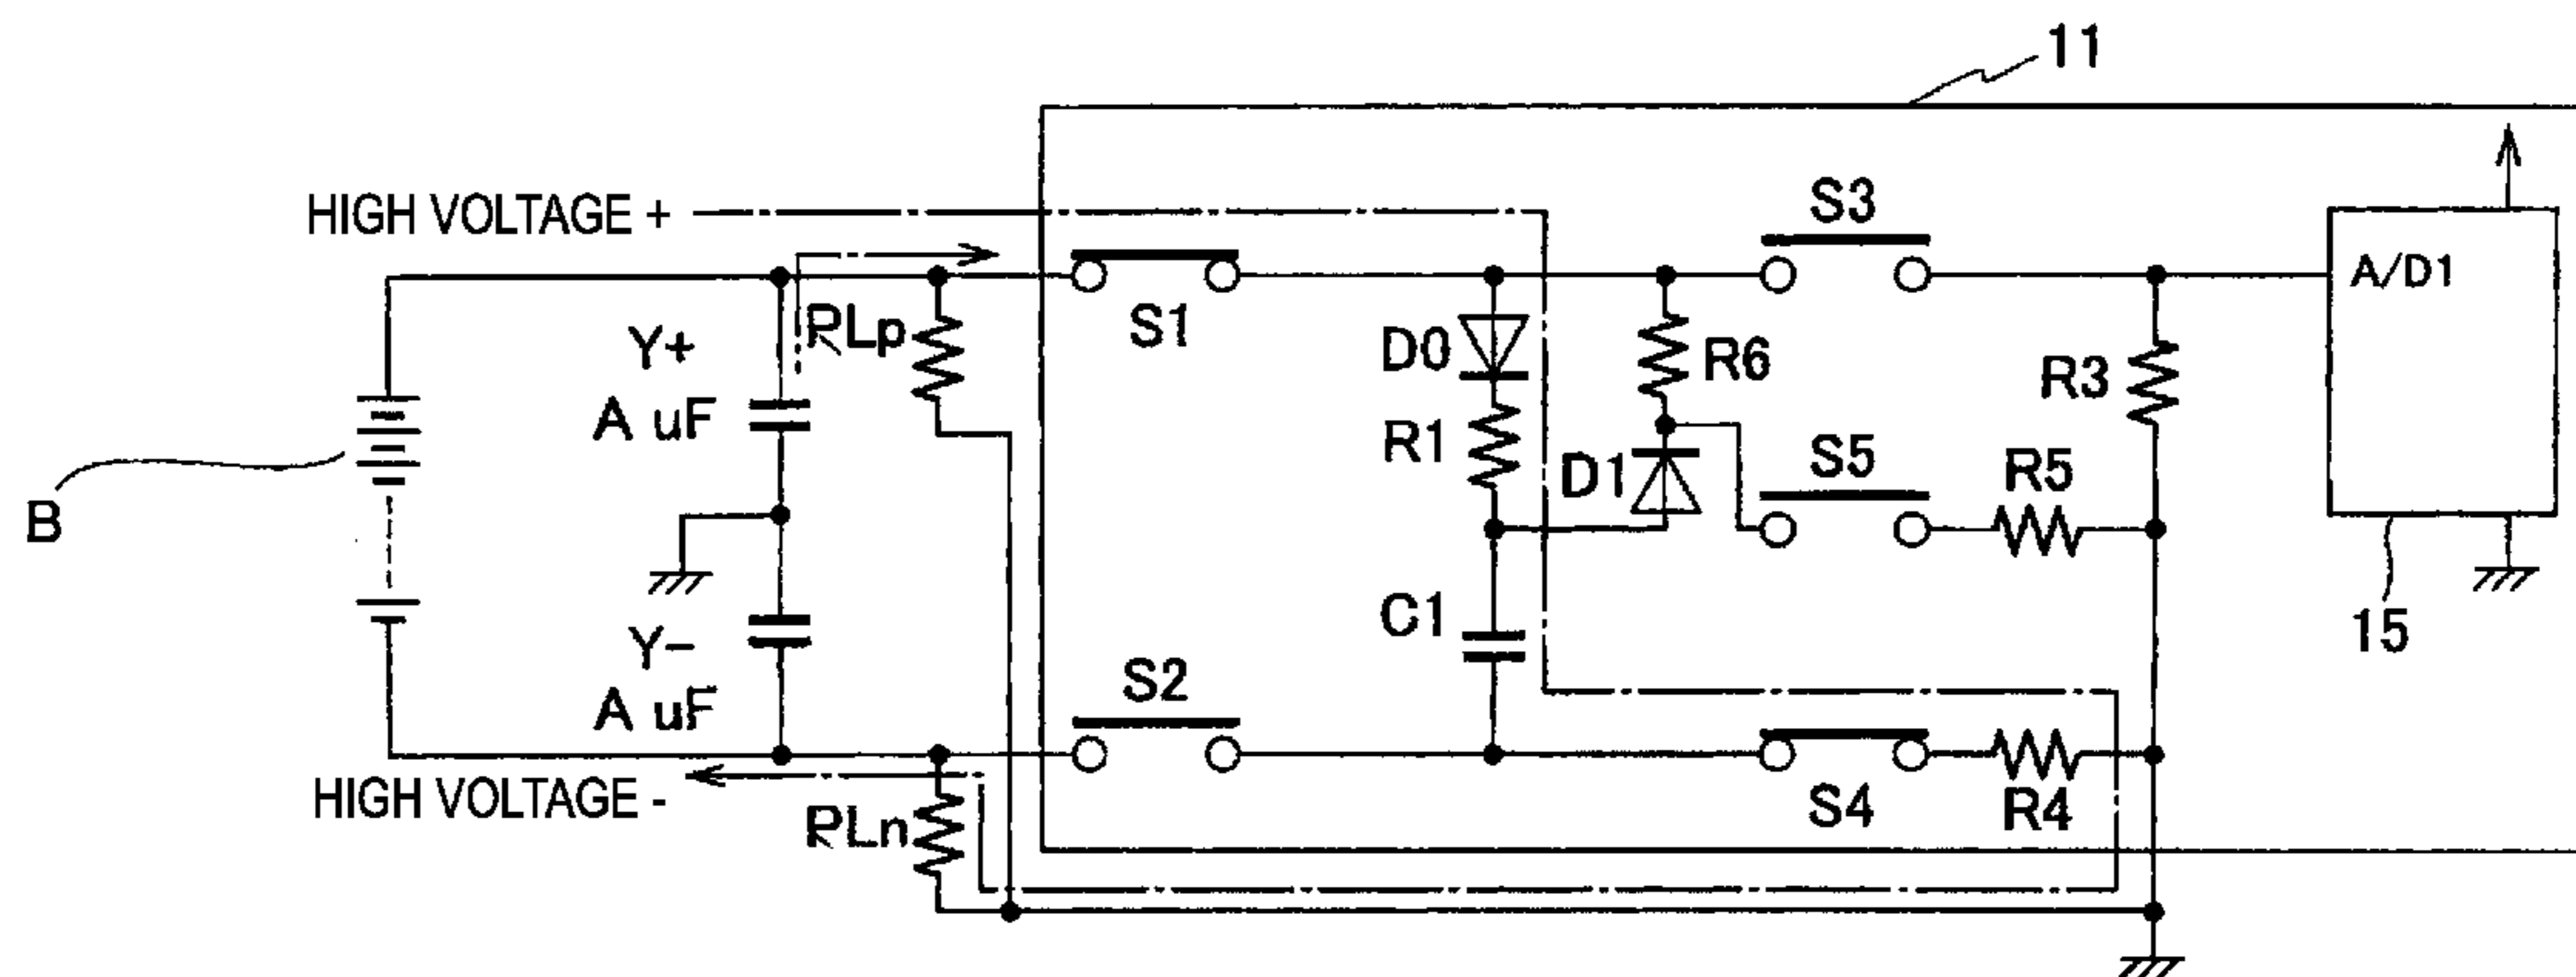 11
HIGH VOLTAGE +
S3
A/D1
S1
Y+
A uF
RLp
D0
R6
R3
R1
D1
S5
R5
B
C1
15
Y-
A uF
S2
HIGH VOLTAGE -
RLn
S4
R4